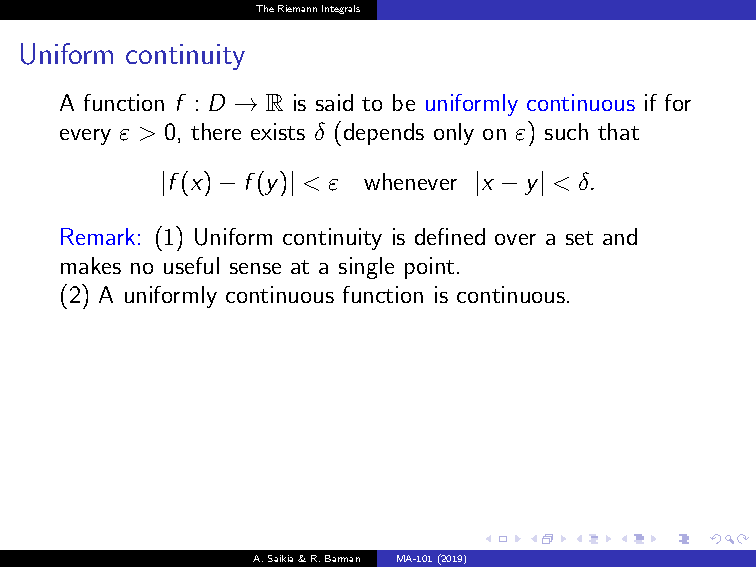 The Riemann Integrals
Uniform continuity
A function f : D → ℝ is said to be uniformly continuous if for
every ε > 0, there exists δ (depends only on ε) such that
|f(x) − f(y)| < ε whenever |x − y| < δ.
Remark: (1) Uniform continuity is defined over a set and
makes no useful sense at a single point.
(2) A uniformly continuous function is continuous.
A. Saikia & R. Barman MA-101 (2019)